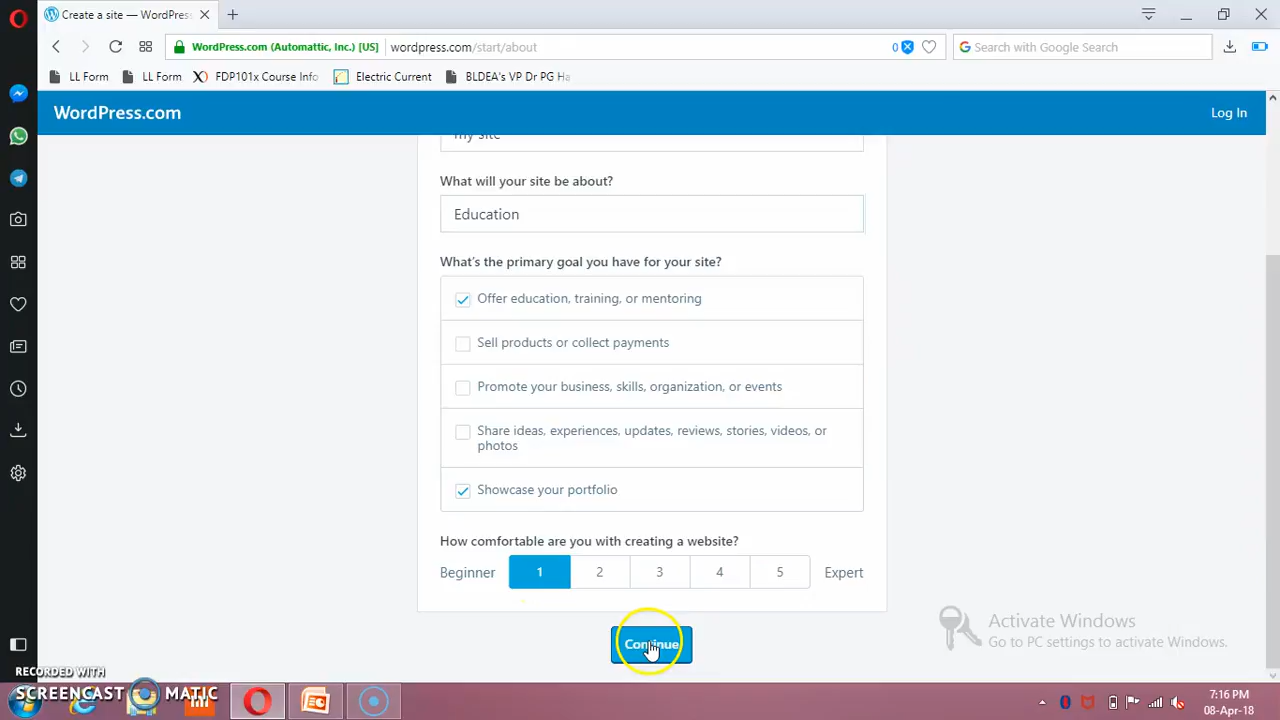 Create a site — WordPress
WordPress.com (Automattic, Inc.) [US]
wordpress.com/start/about
0
Search with Google Search
LL Form
LL Form
FDP101x Course Info
Electric Current
BLDEA's VP Dr PG Ha
WordPress.com
Log In
my site
What will your site be about?
Education
What's the primary goal you have for your site?
Offer education, training, or mentoring
Sell products or collect payments
Promote your business, skills, organization, or events
Share ideas, experiences, updates, reviews, stories, videos, or
photos
Showcase your portfolio
How comfortable are you with creating a website?
Beginner 1 2 3 4 5 Expert
Continue
Activate Windows
Go to PC settings to activate Windows.
RECORDED WITH
SCREENCAST MATIC
7:16 PM
08-Apr-18